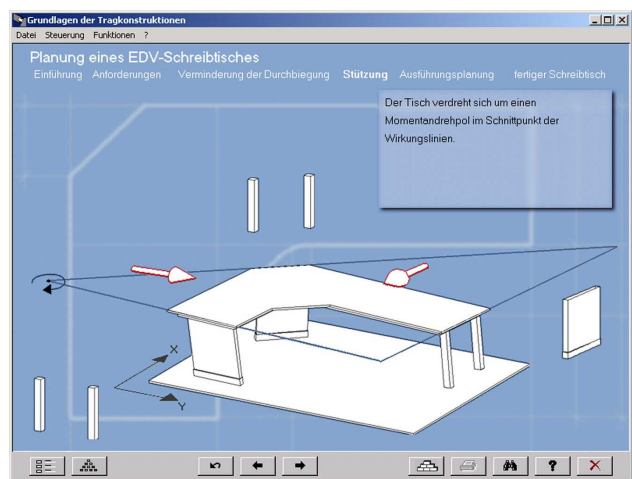 Grundlagen der Tragkonstruktionen
Datei Steuerung Funktionen ?
Planung eines EDV-Schreibtisches
Einführung Anforderungen Verminderung der Durchbiegung Stützung Ausführungsplanung fertiger Schreibtisch
Der Tisch verdreht sich um einen
Momentandrehpol im Schnittpunkt der
Wirkungslinien.
X
Y
?